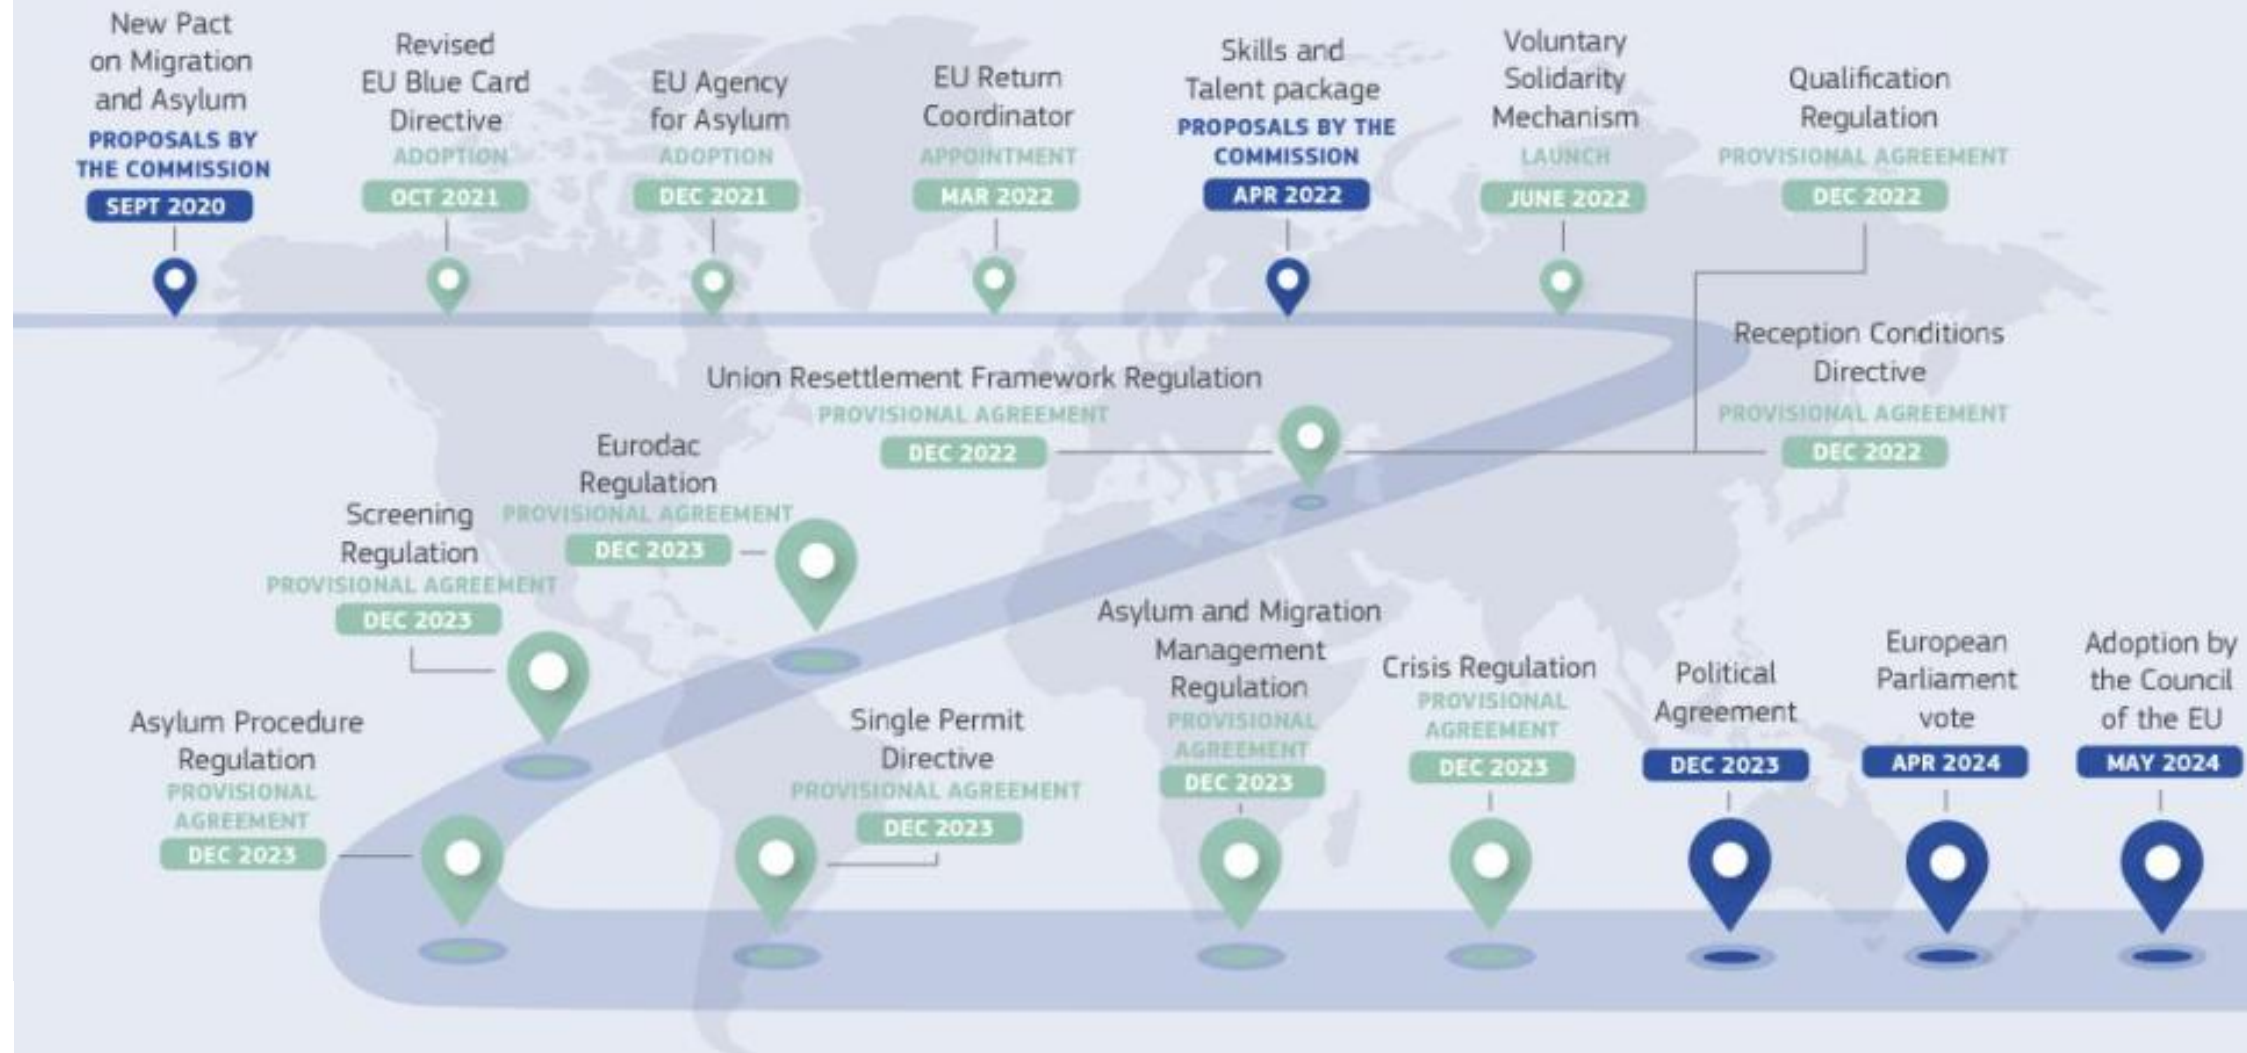 New Pact
on Migration
and Asylum
PROPOSALS BY
THE COMMISSION
SEPT 2020
Revised
EU Blue Card
Directive
ADOPTION
OCT 2021
EU Agency
for Asylum
ADOPTION
DEC 2021
EU Return
Coordinator
APPOINTMENT
MAR 2022
Skills and
Talent package
PROPOSALS BY THE
COMMISSION
APR 2022
Voluntary
Solidarity
Mechanism
LAUNCH
JUNE 2022
Qualification
Regulation
PROVISIONAL AGREEMENT
DEC 2022
Reception Conditions
Directive
PROVISIONAL AGREEMENT
DEC 2022
Union Resettlement Framework Regulation
PROVISIONAL AGREEMENT
DEC 2022
Eurodac
Regulation
PROVISIONAL AGREEMENT
DEC 2023
Screening
Regulation
PROVISIONAL AGREEMENT
DEC 2023
Asylum Procedure
Regulation
PROVISIONAL
AGREEMENT
DEC 2023
Single Permit
Directive
PROVISIONAL AGREEMENT
DEC 2023
Asylum and Migration
Management
Regulation
PROVISIONAL
AGREEMENT
DEC 2023
Crisis Regulation
PROVISIONAL
AGREEMENT
DEC 2023
Political
Agreement
DEC 2023
European
Parliament
vote
APR 2024
Adoption by
the Council
of the EU
MAY 2024